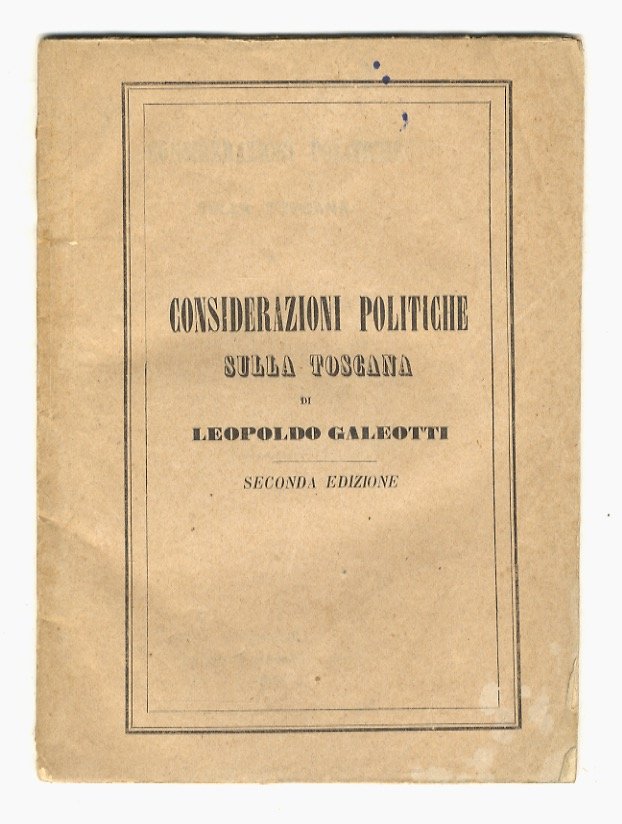 CONSIDERAZIONI POLITICHE
SULLA TOSCANA
DI
LEOPOLDO GALEOTTI
SECONDA EDIZIONE